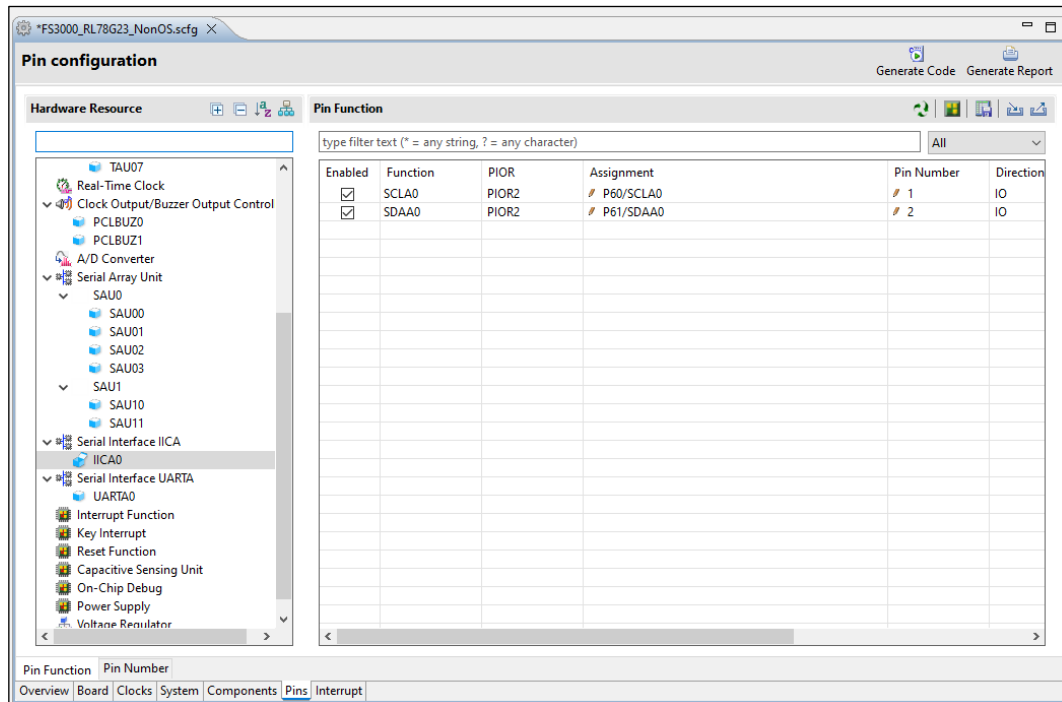 *FS3000_RL78G23_NonOS.scfg
Pin configuration
Generate Code Generate Report
Hardware Resource
Pin Function
type filter text (* = any string, ? = any character)
All
TAU07
Real-Time Clock
Clock Output/Buzzer Output Control
PCLBUZ0
PCLBUZ1
A/D Converter
Serial Array Unit
SAU0
SAU00
SAU01
SAU02
SAU03
SAU1
SAU10
SAU11
Serial Interface IICA
IICA0
Serial Interface UARTA
UARTA0
Interrupt Function
Key Interrupt
Reset Function
Capacitive Sensing Unit
On-Chip Debug
Power Supply
Voltage Regulator
Enabled Function PIOR Assignment Pin Number Direction
SCLA0 PIOR2 P60/SCLA0 1 IO
SDAA0 PIOR2 P61/SDAA0 2 IO
Pin Function Pin Number
Overview Board Clocks System Components Pins Interrupt